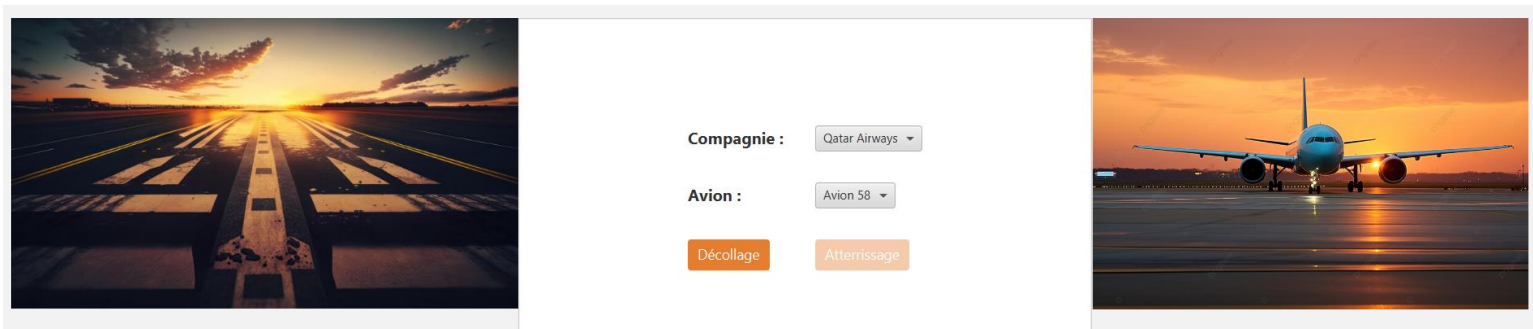 Compagnie : Qatar Airways
Avion : Avion 58
Décollage Atterrissage